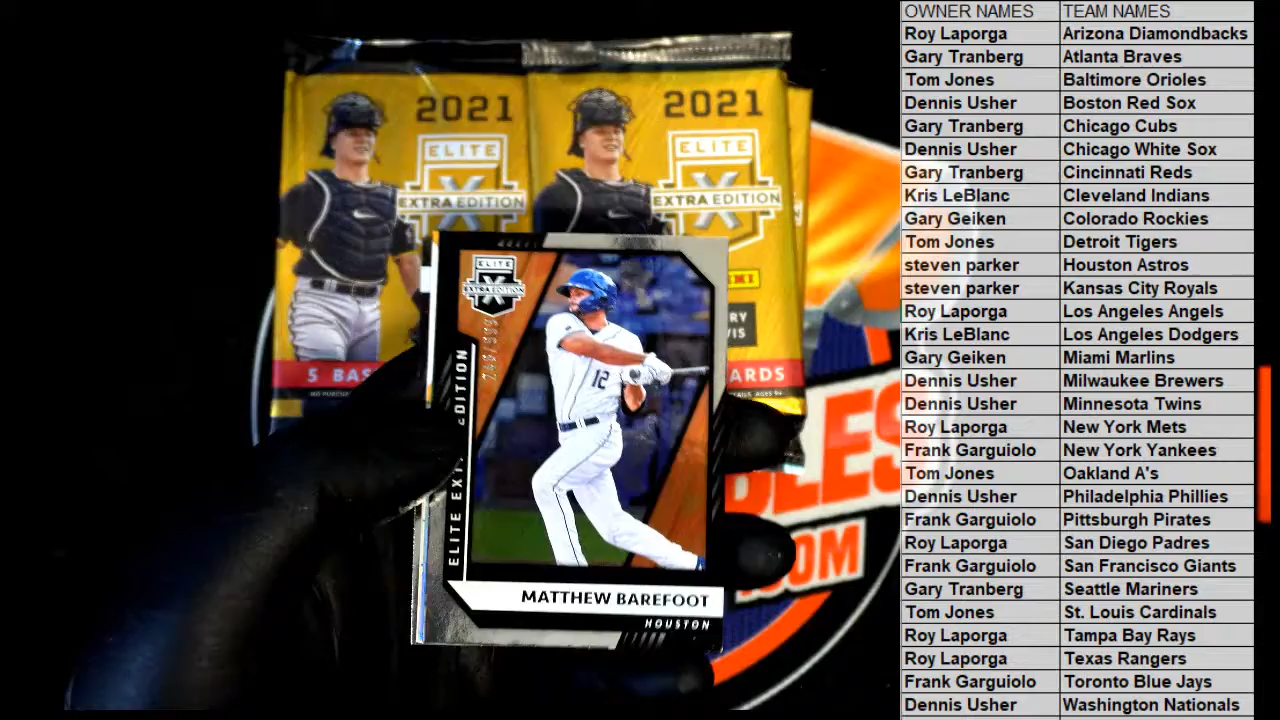 2021
ELITE
X
EXTRA EDITION
5 BAS
2021
ELITE
X
EXTRA EDITION
ARDS
ELITE
X
EXTRA EDITION
12
MATTHEW BAREFOOT
HOUSTON
OWNER NAMES TEAM NAMES
Roy Laporga Arizona Diamondbacks
Gary Tranberg Atlanta Braves
Tom Jones Baltimore Orioles
Dennis Usher Boston Red Sox
Gary Tranberg Chicago Cubs
Dennis Usher Chicago White Sox
Gary Tranberg Cincinnati Reds
Kris LeBlanc Cleveland Indians
Gary Geiken Colorado Rockies
Tom Jones Detroit Tigers
steven parker Houston Astros
steven parker Kansas City Royals
Roy Laporga Los Angeles Angels
Kris LeBlanc Los Angeles Dodgers
Gary Geiken Miami Marlins
Dennis Usher Milwaukee Brewers
Dennis Usher Minnesota Twins
Roy Laporga New York Mets
Frank Garguiolo New York Yankees
Tom Jones Oakland A's
Dennis Usher Philadelphia Phillies
Frank Garguiolo Pittsburgh Pirates
Roy Laporga San Diego Padres
Frank Garguiolo San Francisco Giants
Gary Tranberg Seattle Mariners
Tom Jones St. Louis Cardinals
Roy Laporga Tampa Bay Rays
Roy Laporga Texas Rangers
Frank Garguiolo Toronto Blue Jays
Dennis Usher Washington Nationals